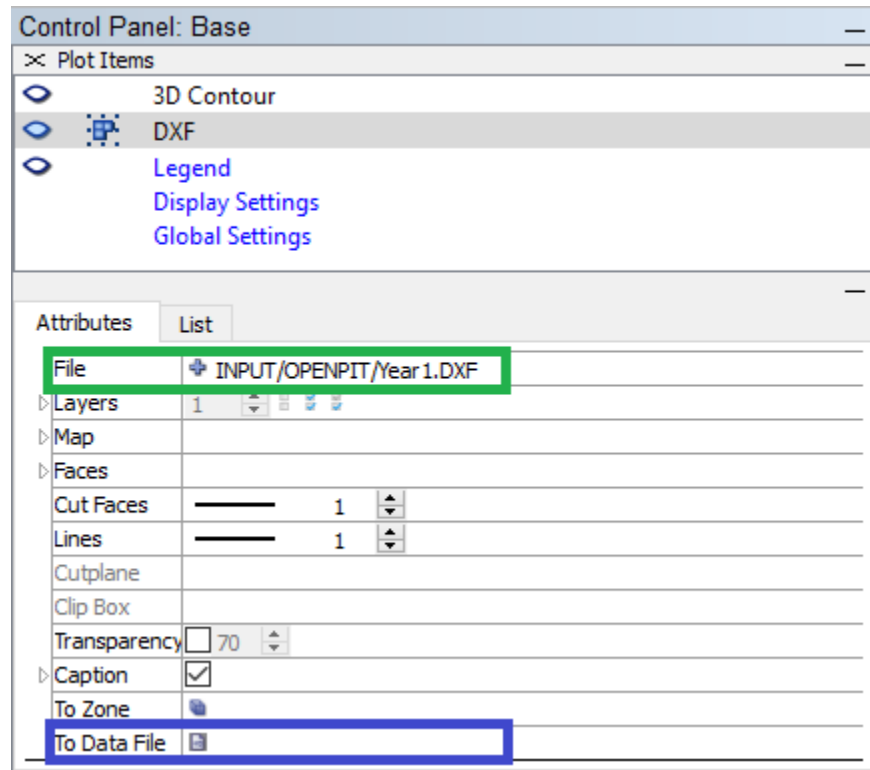 Control Panel: Base
Plot Items
3D Contour
DXF
Legend
Display Settings
Global Settings
Attributes List
File INPUT/OPENPIT/Year1.DXF
Layers 1
Map
Faces
Cut Faces 1
Lines 1
Cutplane
Clip Box
Transparency 70
Caption
To Zone
To Data File